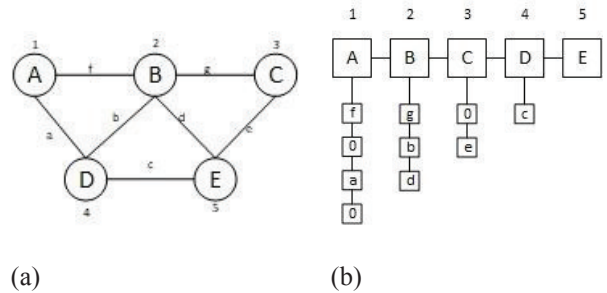 1 2 3
A f B g C
a b d e
D c E
4 5
1 2 3 4 5
A B C D E
f g 0 c
0 b e
a d
0
(a) (b)